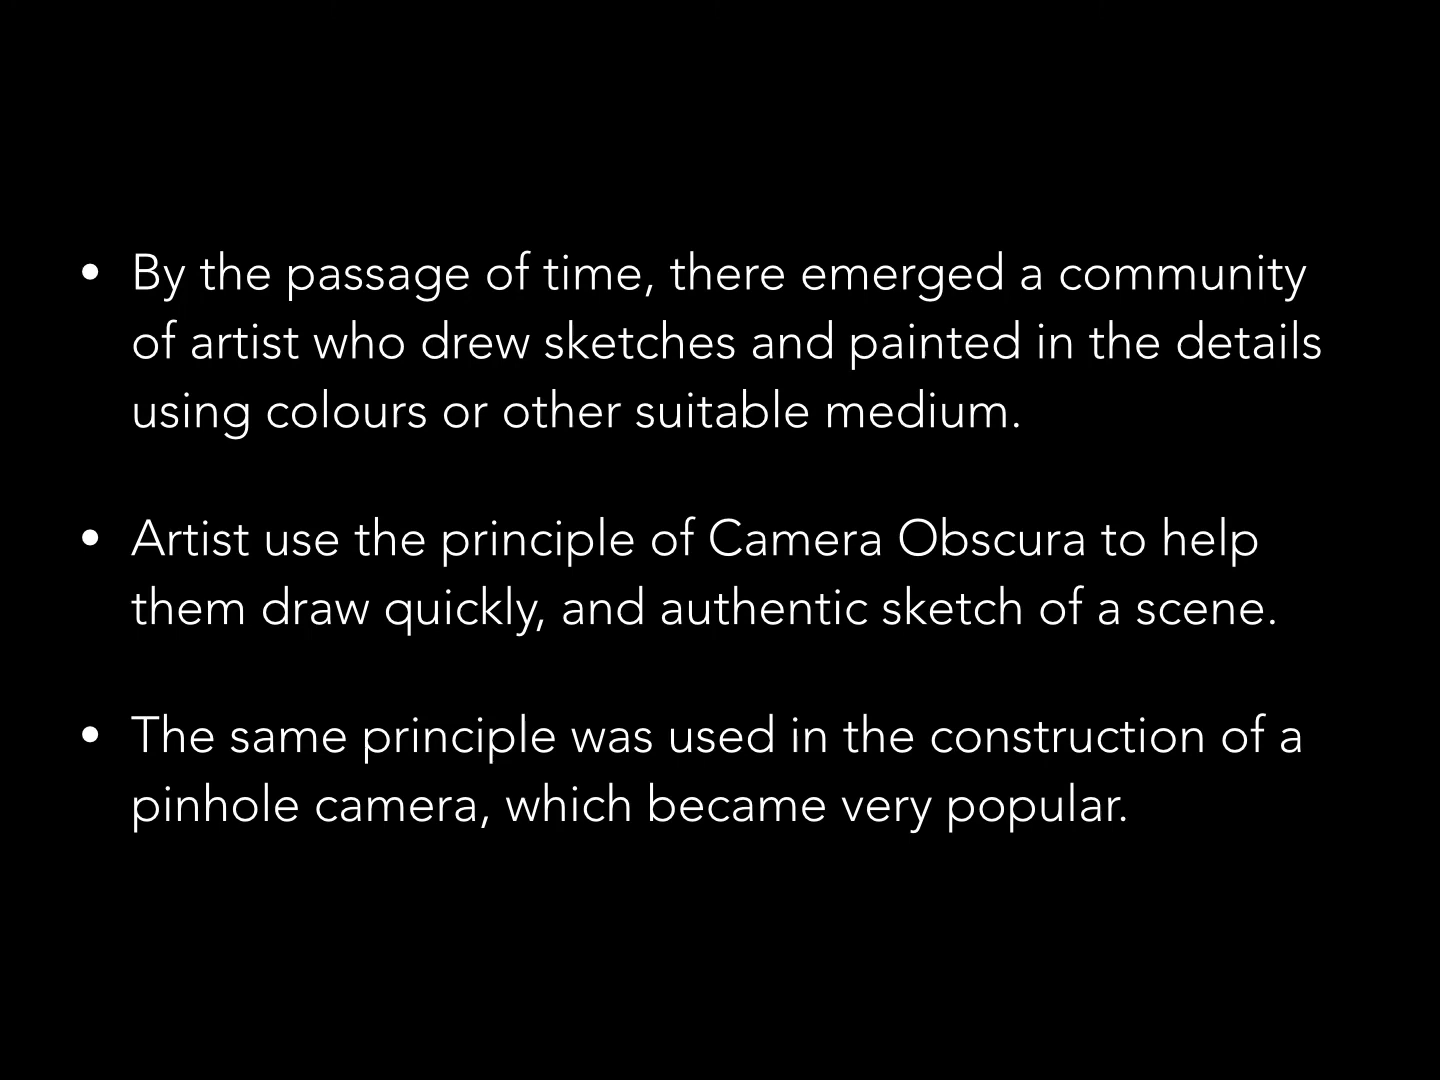 • By the passage of time, there emerged a community
of artist who drew sketches and painted in the details
using colours or other suitable medium.
• Artist use the principle of Camera Obscura to help
them draw quickly, and authentic sketch of a scene.
• The same principle was used in the construction of a
pinhole camera, which became very popular.